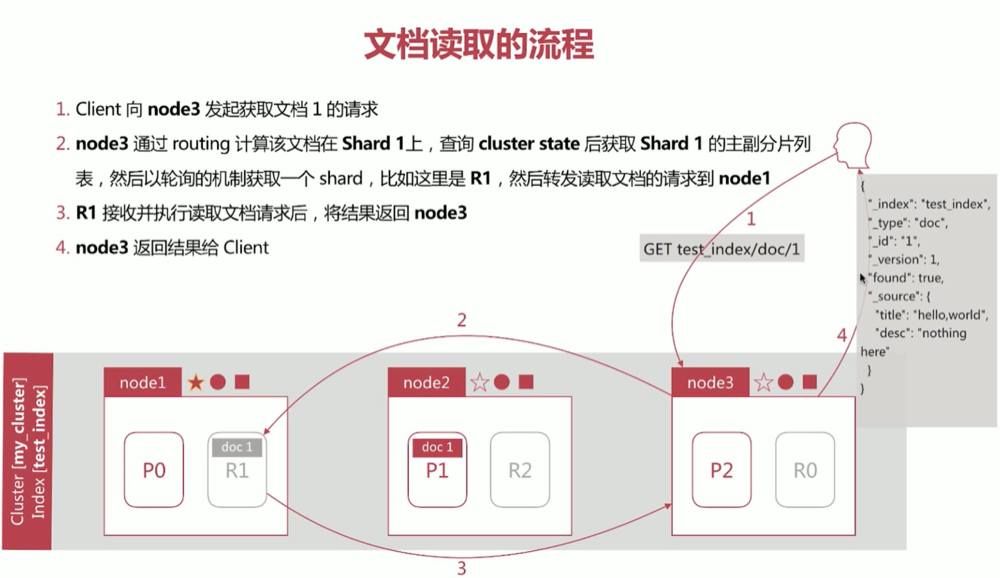 文档读取的流程
1. Client 向 node3 发起获取文档 1 的请求
2. node3 通过 routing 计算该文档在 Shard 1上，查询 cluster state 后获取 Shard 1 的主副分片列
表，然后以轮询的机制获取一个 shard，比如这里是 R1，然后转发读取文档的请求到 node1
3. R1 接收并执行读取文档请求后，将结果返回 node3
4. node3 返回结果给 Client
1
GET test_index/doc/1
{
"_index": "test_index",
"_type": "doc",
"_id": "1",
"_version": 1,
"found": true,
"_source": {
"title": "hello,world",
"desc": "nothing
here"
}
}
2
4
Cluster [my_cluster]
Index [test_index]
node1
node2
node3
P0
doc 1
R1
doc 1
P1
R2
P2
R0
3